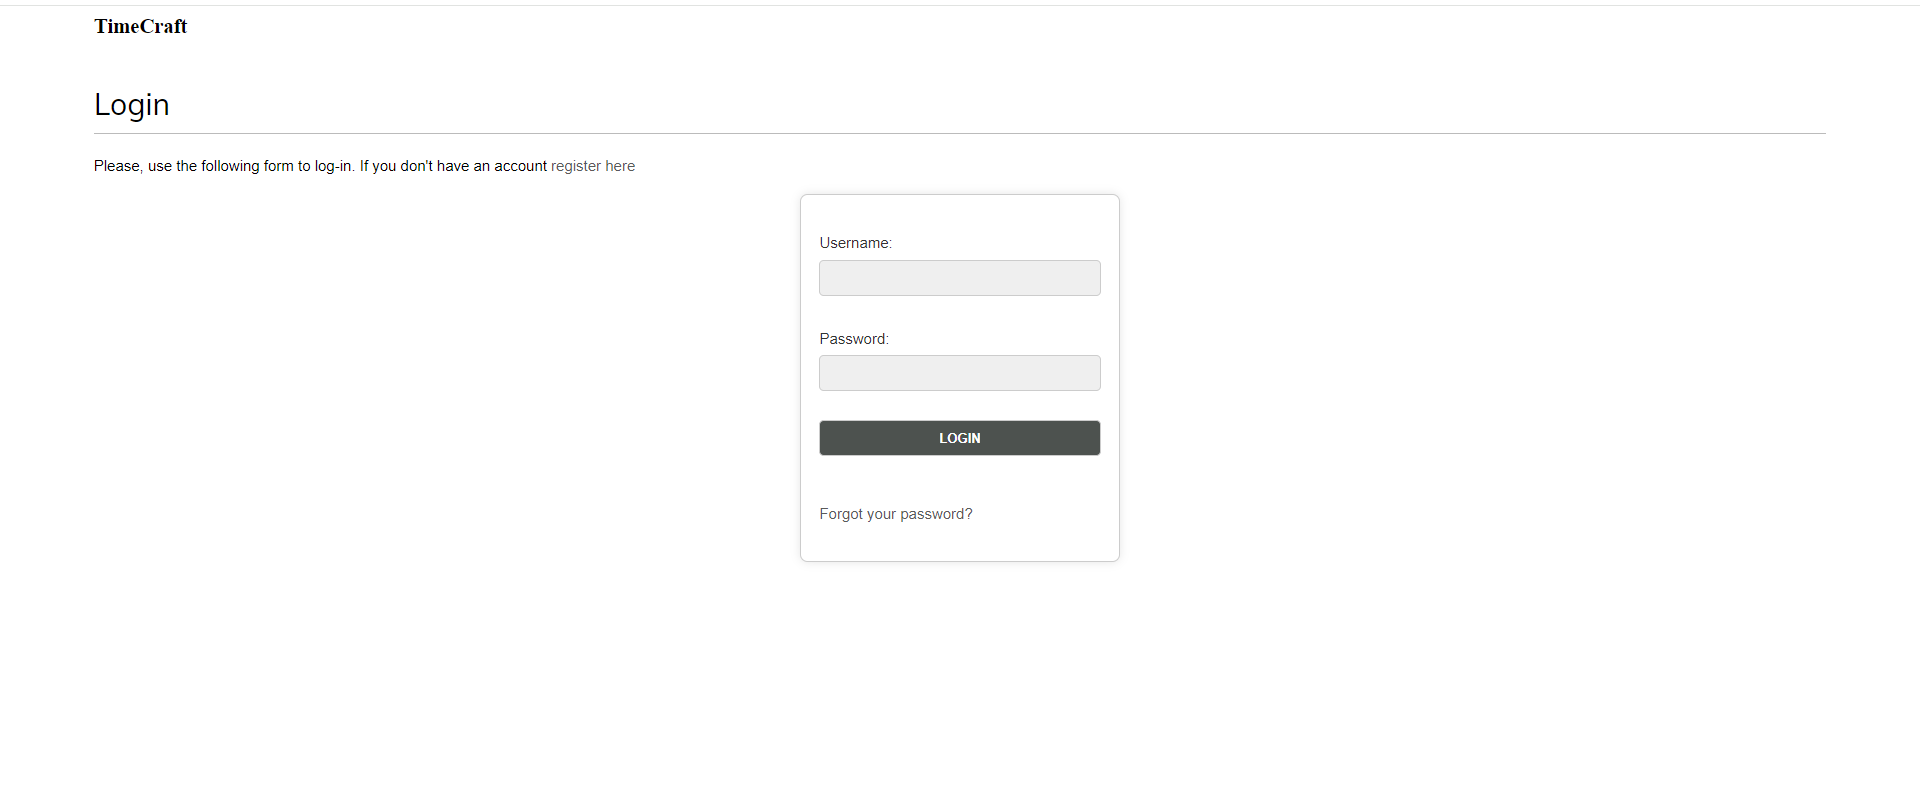 TimeCraft
Login
Please, use the following form to log-in. If you don't have an account register here
Username:
Password:
LOGIN
Forgot your password?